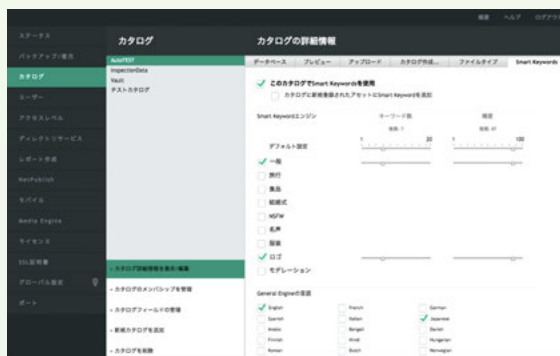 概要 ヘルプ ログアウト
ステータス
バックアップ/復元
カタログ
ユーザー
アクセスレベル
ディレクトリサービス
レポート作成
NetPublish
モバイル
Media Engine
ライセンス
SSL証明書
グローバル設定
ポート
カタログ
AutoTEST
InspectionData
Vault
テストカタログ
• カタログ詳細情報を表示/編集
• カタログのメンバシップを管理
• カタログフィールドの管理
• 新規カタログを追加
• カタログを削除
カタログの詳細情報
データベース プレビュー アップロード カタログ作成... ファイルタイプ Smart Keywords
このカタログでSmart Keywordsを使用
カタログに新規登録されたアセットにSmart Keywordを追加
Smart Keywordエンジン キーワード数 精度
1 20 1 100
デフォルト設定
一般
旅行
食品
結婚式
NSFW
名声
服装
ロゴ
モデレーション
General Engineの言語
English French German
Spanish Italian Japanese
Arabic Bengali Danish
Finnish Hindi Hungarian
Korean Dutch Norwegian